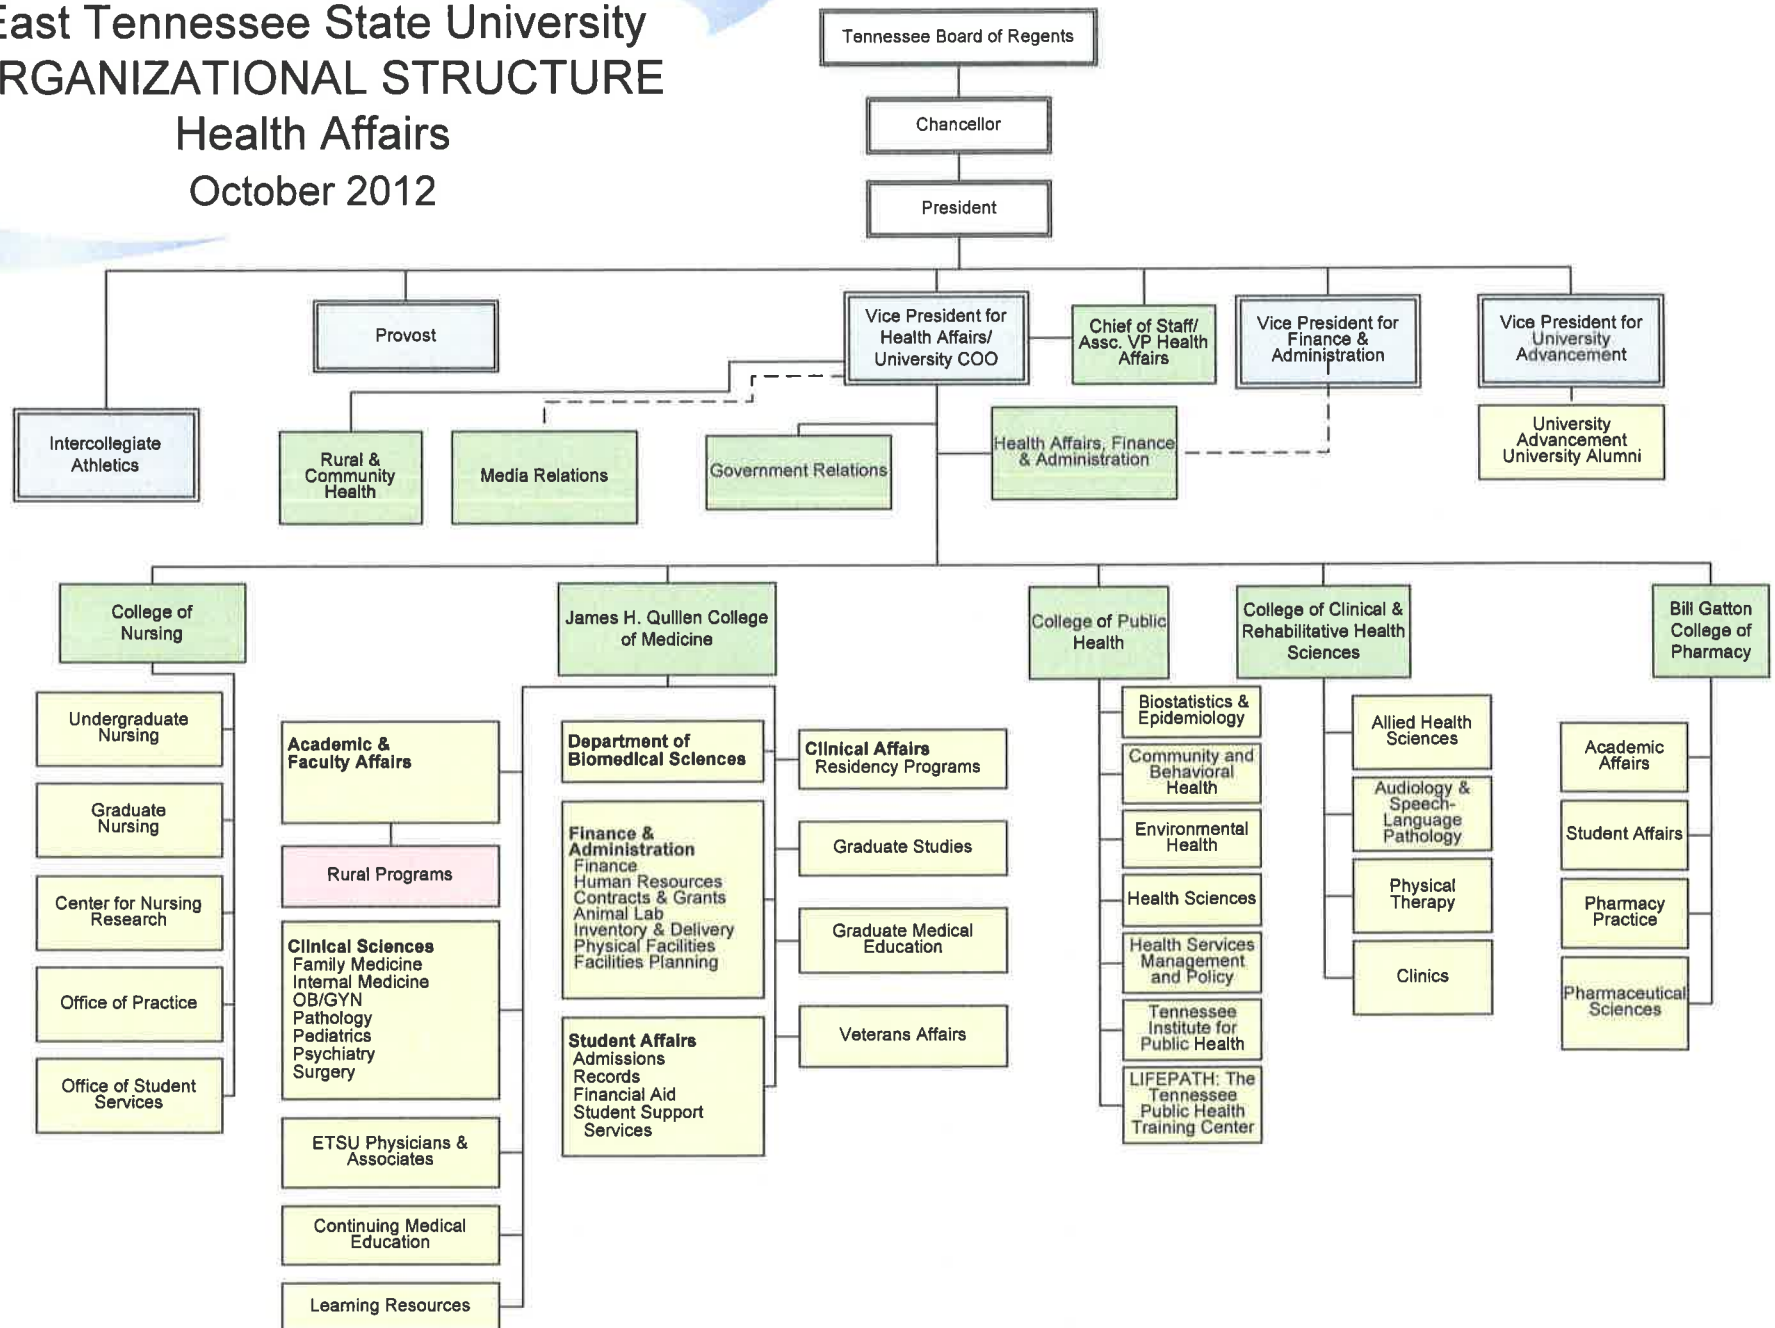 East Tennessee State University
RGANIZATIONAL STRUCTURE
Health Affairs
October 2012
Tennessee Board of Regents
Chancellor
President
Provost
Vice President for
Health Affairs/
University COO
Chief of Staff/
Assc. VP Health
Affairs
Vice President for
Finance &
Administration
Vice President for
University
Advancement
Intercollegiate
Athletics
Rural &
Community
Health
Media Relations
Government Relations
Health Affairs, Finance
& Administration
University
Advancement
University Alumni
College of
Nursing
James H. Quillen College
of Medicine
College of Public
Health
College of Clinical &
Rehabilitative Health
Sciences
Bill Gatton
College of
Pharmacy
Undergraduate
Nursing
Graduate
Nursing
Center for Nursing
Research
Office of Practice
Office of Student
Services
Academic &
Faculty Affairs
Rural Programs
Clinical Sciences
Family Medicine
Internal Medicine
OB/GYN
Pathology
Pediatrics
Psychiatry
Surgery
ETSU Physicians &
Associates
Continuing Medical
Education
Learning Resources
Department of
Biomedical Sciences
Finance &
Administration
Finance
Human Resources
Contracts & Grants
Animal Lab
Inventory & Delivery
Physical Facilities
Facilities Planning
Student Affairs
Admissions
Records
Financial Aid
Student Support
Services
Clinical Affairs
Residency Programs
Graduate Studies
Graduate Medical
Education
Veterans Affairs
Biostatistics &
Epidemiology
Community and
Behavioral
Health
Environmental
Health
Health Sciences
Health Services
Management
and Policy
Tennessee
Institute for
Public Health
LIFEPATH: The
Tennessee
Public Health
Training Center
Allied Health
Sciences
Audiology &
Speech-
Language
Pathology
Physical
Therapy
Clinics
Academic
Affairs
Student Affairs
Pharmacy
Practice
Pharmaceutical
Sciences